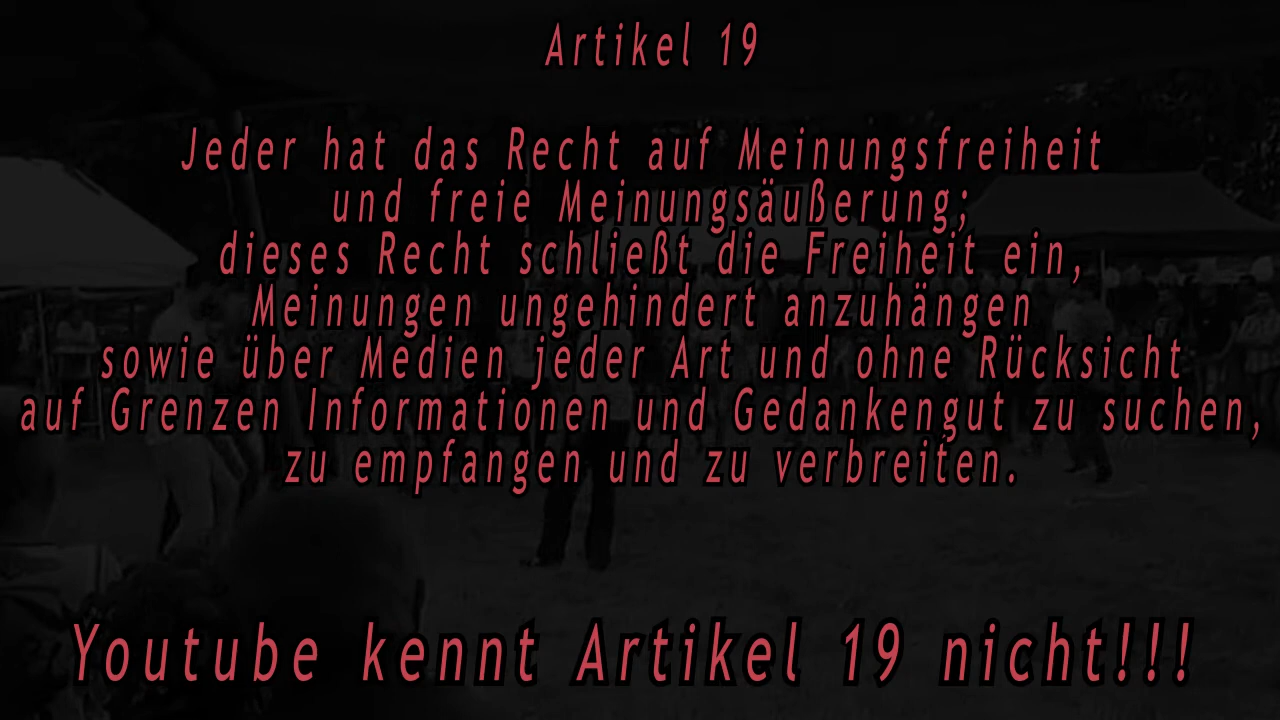 Artikel 19
Jeder hat das Recht auf Meinungsfreiheit
und freie Meinungsäußerung;
dieses Recht schließt die Freiheit ein,
Meinungen ungehindert anzuhängen
sowie über Medien jeder Art und ohne Rücksicht
auf Grenzen Informationen und Gedankengut zu suchen,
zu empfangen und zu verbreiten.
Youtube kennt Artikel 19 nicht!!!